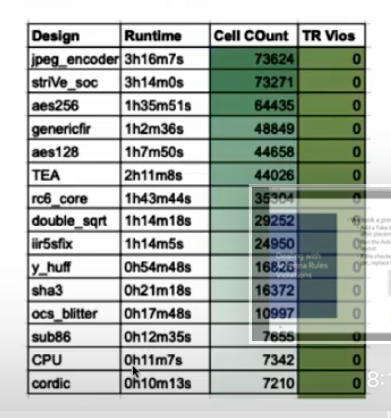 Design Runtime Cell COunt TR Vios
jpeg_encoder 3h16m7s 73624 0
striVe_soc 3h14m0s 73271 0
aes256 1h35m51s 64435 0
genericfir 1h2m36s 48849 0
aes128 1h7m50s 44658 0
TEA 2h11m8s 44026 0
rc6_core 1h43m44s 35304 0
double_sqrt 1h14m18s 29252 0
iir5sfix 1h14m5s 24950 0
y_huff 0h54m48s 16826 0
sha3 0h21m18s 16372 0
ocs_blitter 0h17m48s 10997 0
sub86 0h12m35s 7655 0
CPU 0h11m7s 7342 0
cordic 0h10m13s 7210 0
Dealing with
Rules